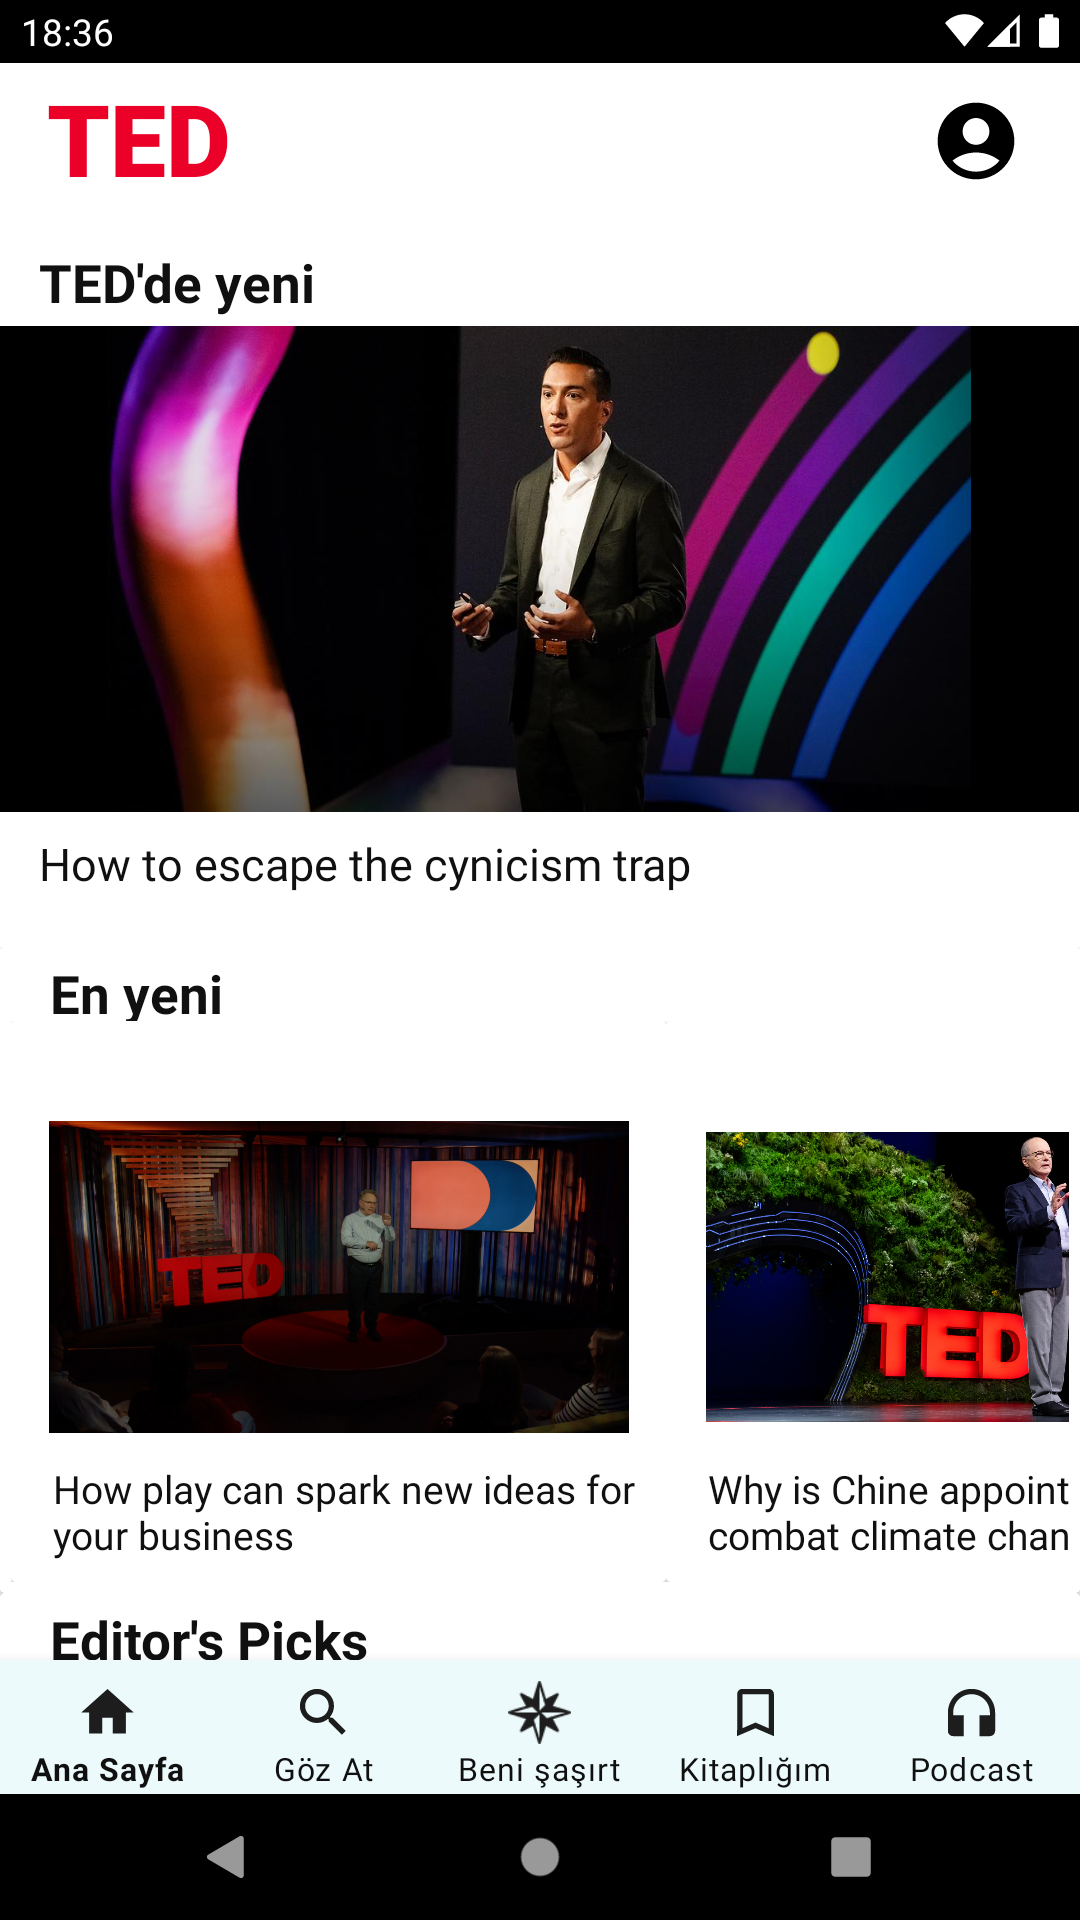 18:36
TED
TED'de yeni
How to escape the cynicism trap
En yeni
TED
TED
How play can spark new ideas for
your business
Why is Chine appoint
combat climate chan
Editor's Picks
Ana Sayfa
Göz At
Beni şaşırt
Kitaplığım
Podcast